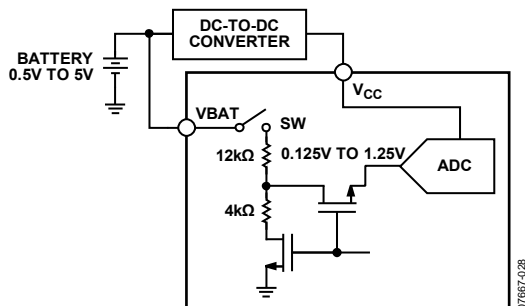 DC-TO-DC
CONVERTER
BATTERY
0.5V TO 5V
VCC
VBAT
SW
12kΩ
0.125V TO 1.25V
ADC
4kΩ
07667-028